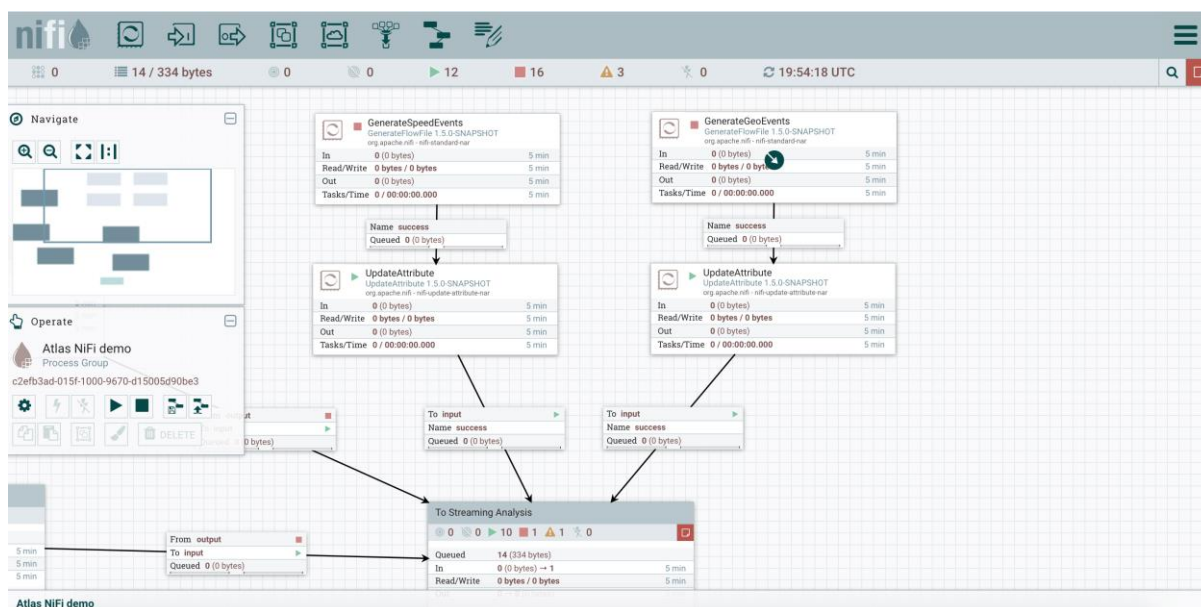 nifi
0
14 / 334 bytes
0
0
12
16
3
0
19:54:18 UTC
Navigate
Operate
Atlas NiFi demo
Process Group
c2efb3ad-015f-1000-9670-d15005d90be3
DELETE
GenerateSpeedEvents
GenerateFlowFile 1.5.0-SNAPSHOT
org.apache.nifi - nifi-standard-nar
In 0 (0 bytes) 5 min
Read/Write 0 bytes / 0 bytes 5 min
Out 0 (0 bytes) 5 min
Tasks/Time 0 / 00:00:00.000 5 min
Name success
Queued 0 (0 bytes)
UpdateAttribute
UpdateAttribute 1.5.0-SNAPSHOT
org.apache.nifi - nifi-update-attribute-nar
In 0 (0 bytes) 5 min
Read/Write 0 bytes / 0 bytes 5 min
Out 0 (0 bytes) 5 min
Tasks/Time 0 / 00:00:00.000 5 min
To input
Name success
Queued 0 (0 bytes)
GenerateGeoEvents
GenerateFlowFile 1.5.0-SNAPSHOT
org.apache.nifi - nifi-standard-nar
In 0 (0 bytes) 5 min
Read/Write 0 bytes / 0 5 min
Out 0 (0 bytes) 5 min
Tasks/Time 0 / 00:00:00.000 5 min
Name success
Queued 0 (0 bytes)
UpdateAttribute
UpdateAttribute 1.5.0-SNAPSHOT
org.apache.nifi - nifi-update-attribute-nar
In 0 (0 bytes) 5 min
Read/Write 0 bytes / 0 bytes 5 min
Out 0 (0 bytes) 5 min
Tasks/Time 0 / 00:00:00.000 5 min
To input
Name success
Queued 0 (0 bytes)
bytes)
5 min
5 min
5 min
From output
To input
Queued 0 (0 bytes)
To Streaming Analysis
0 0 10 1 1 0
Queued 14 (334 bytes)
In 0 (0 bytes) → 1 5 min
Read/Write 0 bytes / 0 bytes 5 min
Atlas NiFi demo